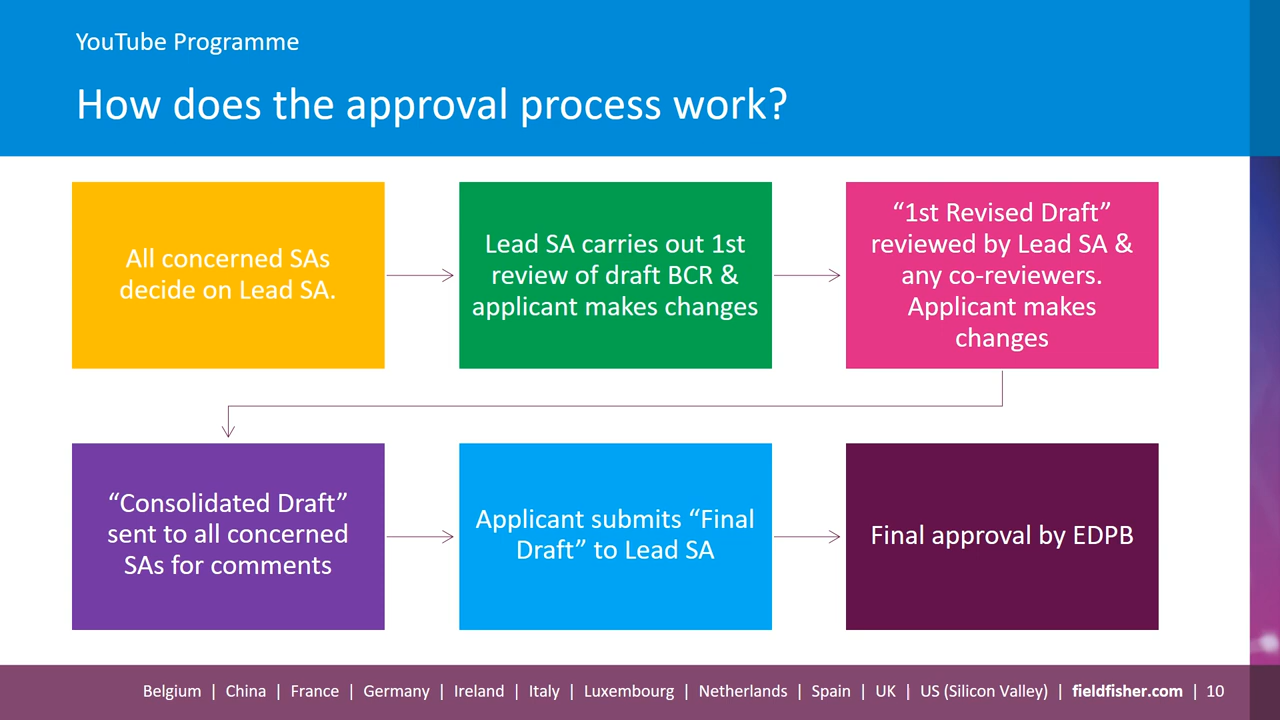 YouTube Programme
How does the approval process work?
All concerned SAs
decide on Lead SA.
Lead SA carries out 1st
review of draft BCR &
applicant makes changes
“1st Revised Draft”
reviewed by Lead SA &
any co-reviewers.
Applicant makes
changes
“Consolidated Draft”
sent to all concerned
SAs for comments
Applicant submits “Final
Draft” to Lead SA
Final approval by EDPB
Belgium | China | France | Germany | Ireland | Italy | Luxembourg | Netherlands | Spain | UK | US (Silicon Valley) | fieldfisher.com | 10